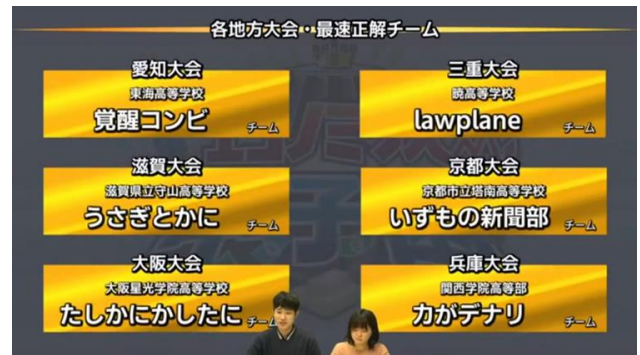 各地方大会・最速正解チーム
愛知大会
東海高等学校
覚醒コンビ チーム
三重大会
暁高等学校
lawplane チーム
滋賀大会
滋賀県立守山高等学校
うさぎとかに チーム
京都大会
京都市立塔南高等学校
いずもの新聞部 チーム
大阪大会
大阪星光学院高等学校
たしかにかしたに チーム
兵庫大会
関西学院高等部
力がデナリ チーム